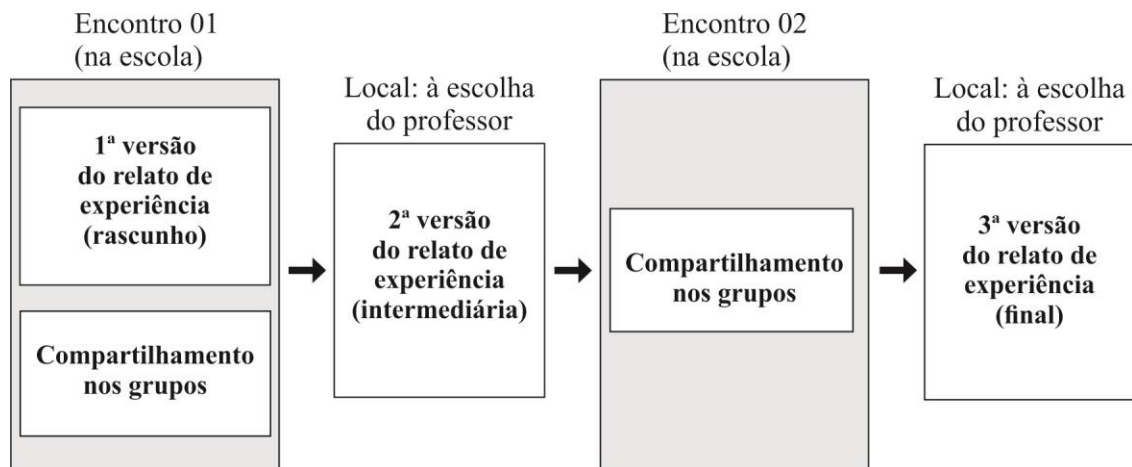 Encontro 01
(na escola)
1ª versão
do relato de
experiência
(rascunho)
Compartilhamento
nos grupos
Local: à escolha
do professor
2ª versão
do relato de
experiência
(intermediária)
Encontro 02
(na escola)
Compartilhamento
nos grupos
Local: à escolha
do professor
3ª versão
do relato de
experiência
(final)